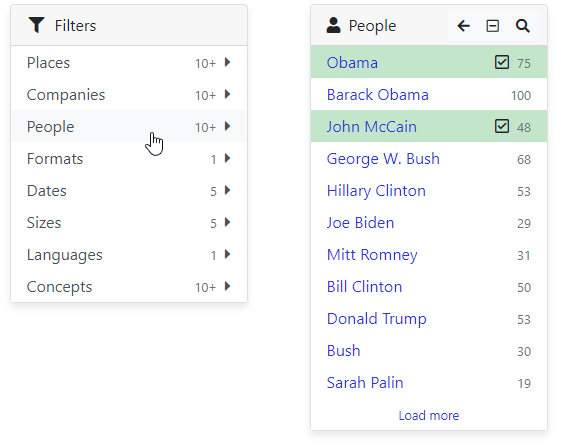 Filters
Places 10+
Companies 10+
People 10+
Formats 1
Dates 5
Sizes 5
Languages 1
Concepts 10+
People
Obama 75
Barack Obama 100
John McCain 48
George W. Bush 68
Hillary Clinton 53
Joe Biden 29
Mitt Romney 31
Bill Clinton 50
Donald Trump 53
Bush 30
Sarah Palin 19
Load more